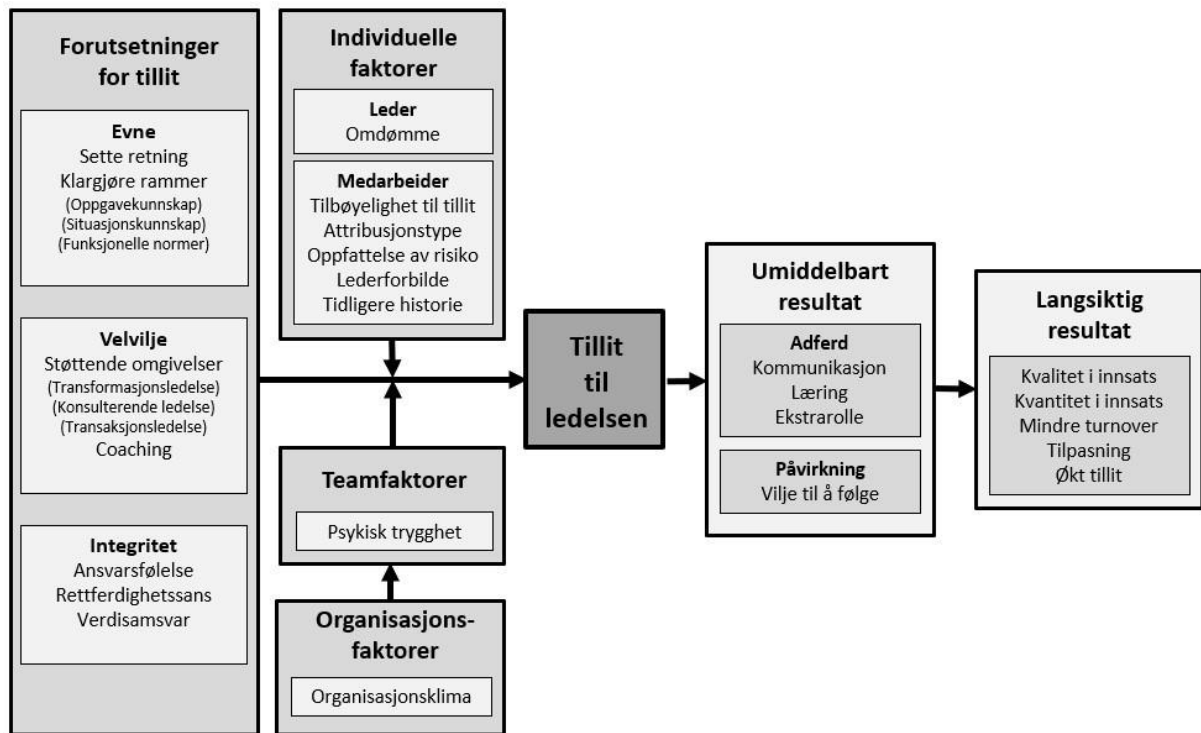 Forutsetninger
for tillit
Evne
Sette retning
Klargjøre rammer
(Oppgavekunnskap)
(Situasjonskunnskap)
(Funksjonelle normer)
Velvilje
Støttende omgivelser
(Transformasjonsledelse)
(Konsulterende ledelse)
(Transaksjonsledelse)
Coaching
Integritet
Ansvarsfølelse
Rettferdighetssans
Verdisamsvar
Individuelle
faktorer
Leder
Omdømme
Medarbeider
Tilbøyelighet til tillit
Attribusjonstype
Oppfattelse av risiko
Lederforbilde
Tidligere historie
Teamfaktorer
Psykisk trygghet
Organisasjons-
faktorer
Organisasjonsklima
Tillit
til
ledelsen
Umiddelbart
resultat
Adferd
Kommunikasjon
Læring
Ekstrarolle
Påvirkning
Vilje til å følge
Langsiktig
resultat
Kvalitet i innsats
Kvantitet i innsats
Mindre turnover
Tilpasning
Økt tillit